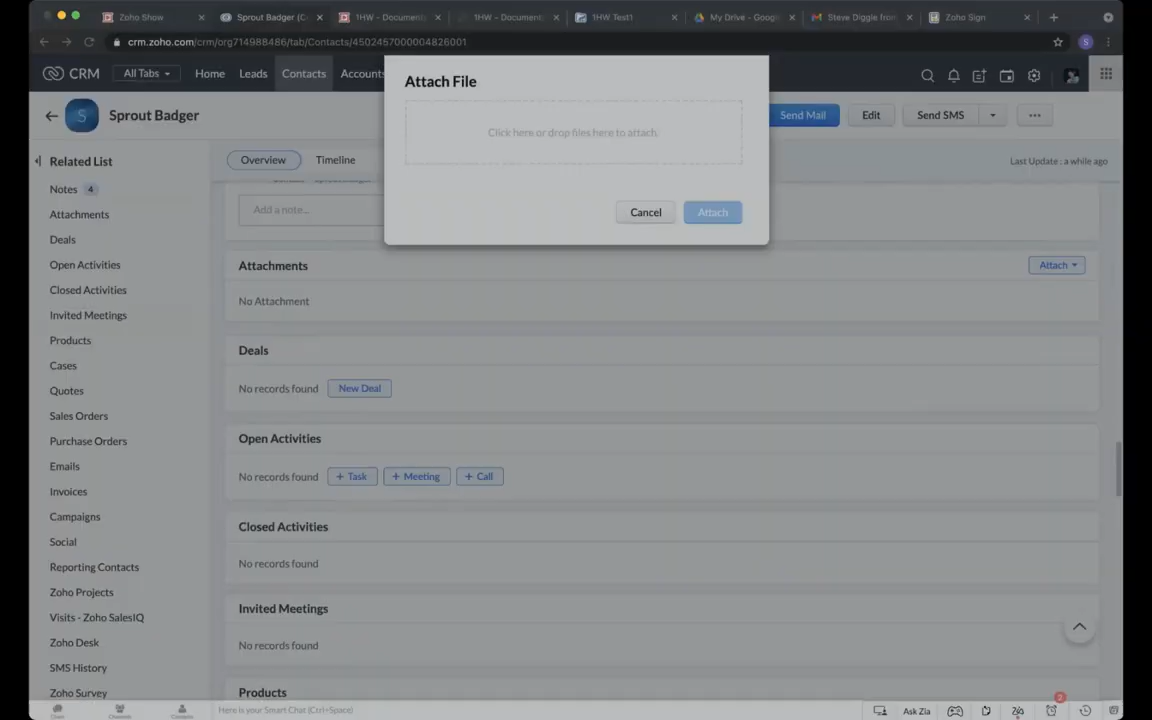 Zoho Show
Sprout Badger (C
1HW - Document
1HW - Document
1HW Test1
My Drive - Googl
Steve Diggle from
Zoho Sign
crm.zoho.com/crm/org714988486/tab/Contacts/4502457000004826001
S
CRM
All Tabs
Home
Leads
Contacts
Accounts
S
Sprout Badger
Send Mail
Edit
Send SMS
Attach File
Click here or drop files here to attach.
Cancel
Attach
Related List
Overview
Timeline
Last Update : a while ago
Notes 4
Attachments
Deals
Open Activities
Closed Activities
Invited Meetings
Products
Cases
Quotes
Sales Orders
Purchase Orders
Emails
Invoices
Campaigns
Social
Reporting Contacts
Zoho Projects
Visits - Zoho SalesIQ
Zoho Desk
SMS History
Zoho Survey
Add a note...
Attachments
Attach
No Attachment
Deals
No records found
New Deal
Open Activities
No records found
+ Task
+ Meeting
+ Call
Closed Activities
No records found
Invited Meetings
No records found
Products
Here is your Smart Chat (Ctrl+Space)
Ask Zia
2